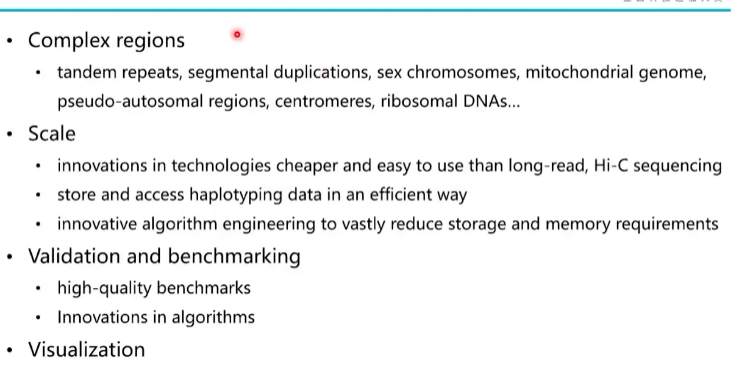 • Complex regions
• tandem repeats, segmental duplications, sex chromosomes, mitochondrial genome,
pseudo-autosomal regions, centromeres, ribosomal DNAs...
• Scale
• innovations in technologies cheaper and easy to use than long-read, Hi-C sequencing
• store and access haplotyping data in an efficient way
• innovative algorithm engineering to vastly reduce storage and memory requirements
• Validation and benchmarking
• high-quality benchmarks
• Innovations in algorithms
• Visualization